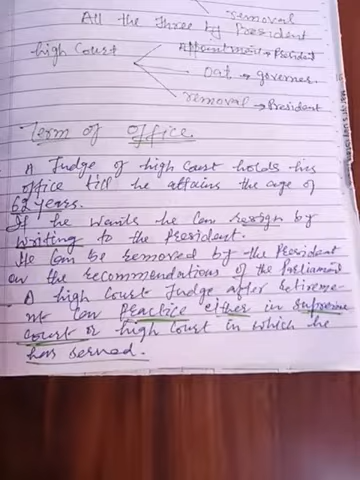 removal
All the three by President
high Court
Appointment → President
Oat → governer
removal → President
Term of office.
A Judge of high Court holds his
office till he attains the age of
62 years.
If he wants he can resign by
writing to the President.
He can be removed by the President
on the recommendations of the Parliament
A high Court Judge after retireme-
nt can Practice either in supreme
court or high Court in which he
has served.